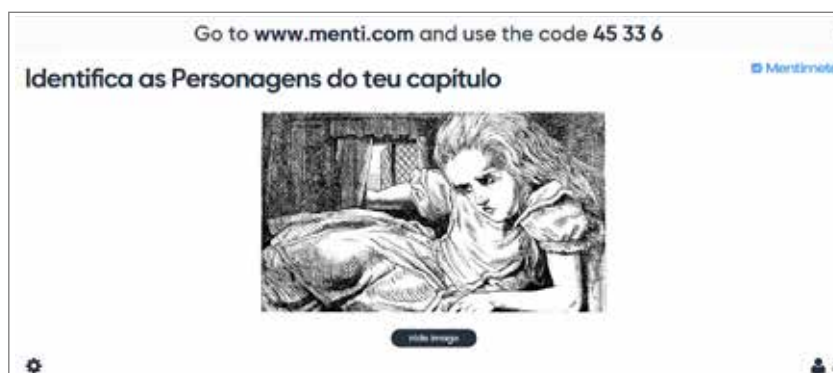 Go to www.menti.com and use the code 45 33 6
Identifica as Personagens do teu capítulo
Mentimete
Hide image